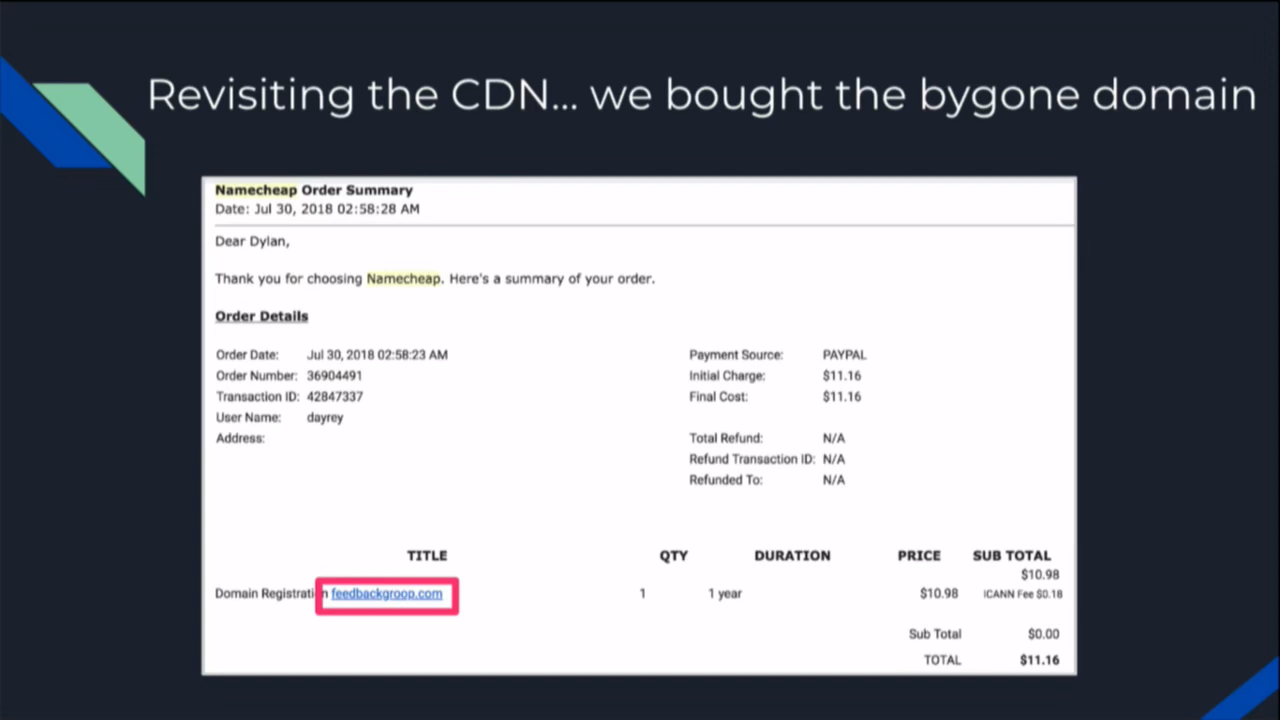 Revisiting the CDN... we bought the bygone domain
Namecheap Order Summary
Date: Jul 30, 2018 02:58:28 AM
Dear Dylan,
Thank you for choosing Namecheap. Here's a summary of your order.
Order Details
Order Date: Jul 30, 2018 02:58:23 AM
Order Number: 36904491
Transaction ID: 42847337
User Name: dayrey
Address:
Payment Source: PAYPAL
Initial Charge: $11.16
Final Cost: $11.16
Total Refund: N/A
Refund Transaction ID: N/A
Refunded To: N/A
TITLE QTY DURATION PRICE SUB TOTAL
$10.98
Domain Registrati n feedbackgroop.com 1 1 year $10.98 ICANN Fee $0.18
Sub Total $0.00
TOTAL $11.16